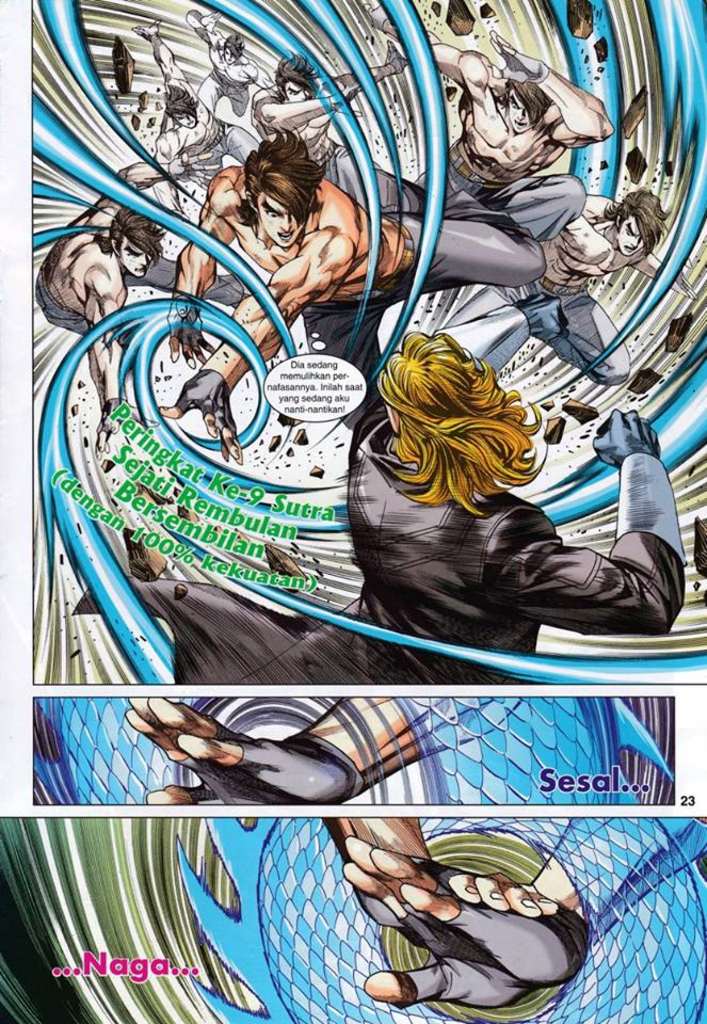 Dia sedang
memulihkan per-
nafasannya. Inilah saat
yang sedang aku
nanti-nantikan!
Peringkat Ke-9 Sutra
Sejati Rembulan
Bersembilan
(dengan 100% kekuatan)
Sesal...
23
...Naga...